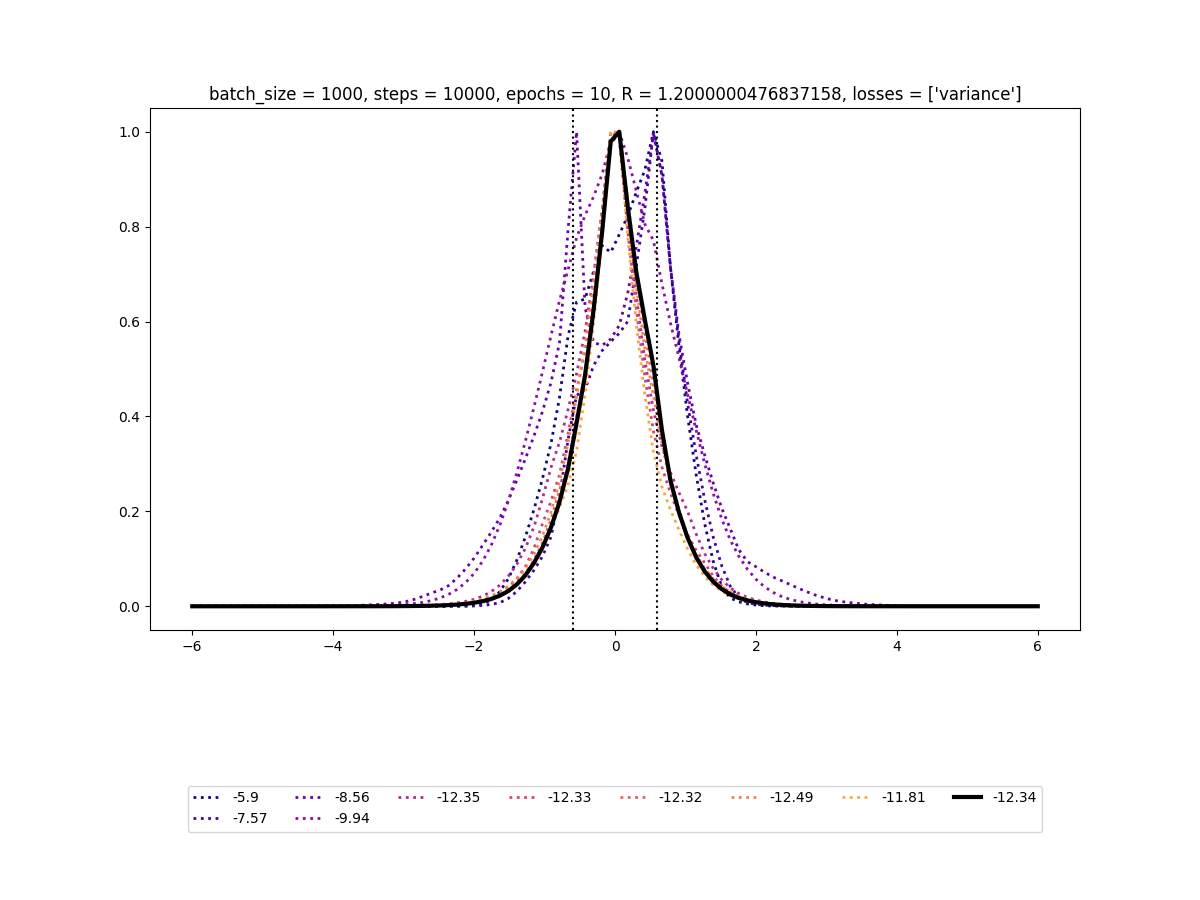 batch_size = 1000, steps = 10000, epochs = 10, R = 1.2000000476837158, losses = ['variance']
1.0
0.8
0.6
0.4
0.2
0.0
−6 −4 −2 0 2 4 6
-5.9 -8.56 -12.35 -12.33 -12.32 -12.49 -11.81 -12.34
-7.57 -9.94